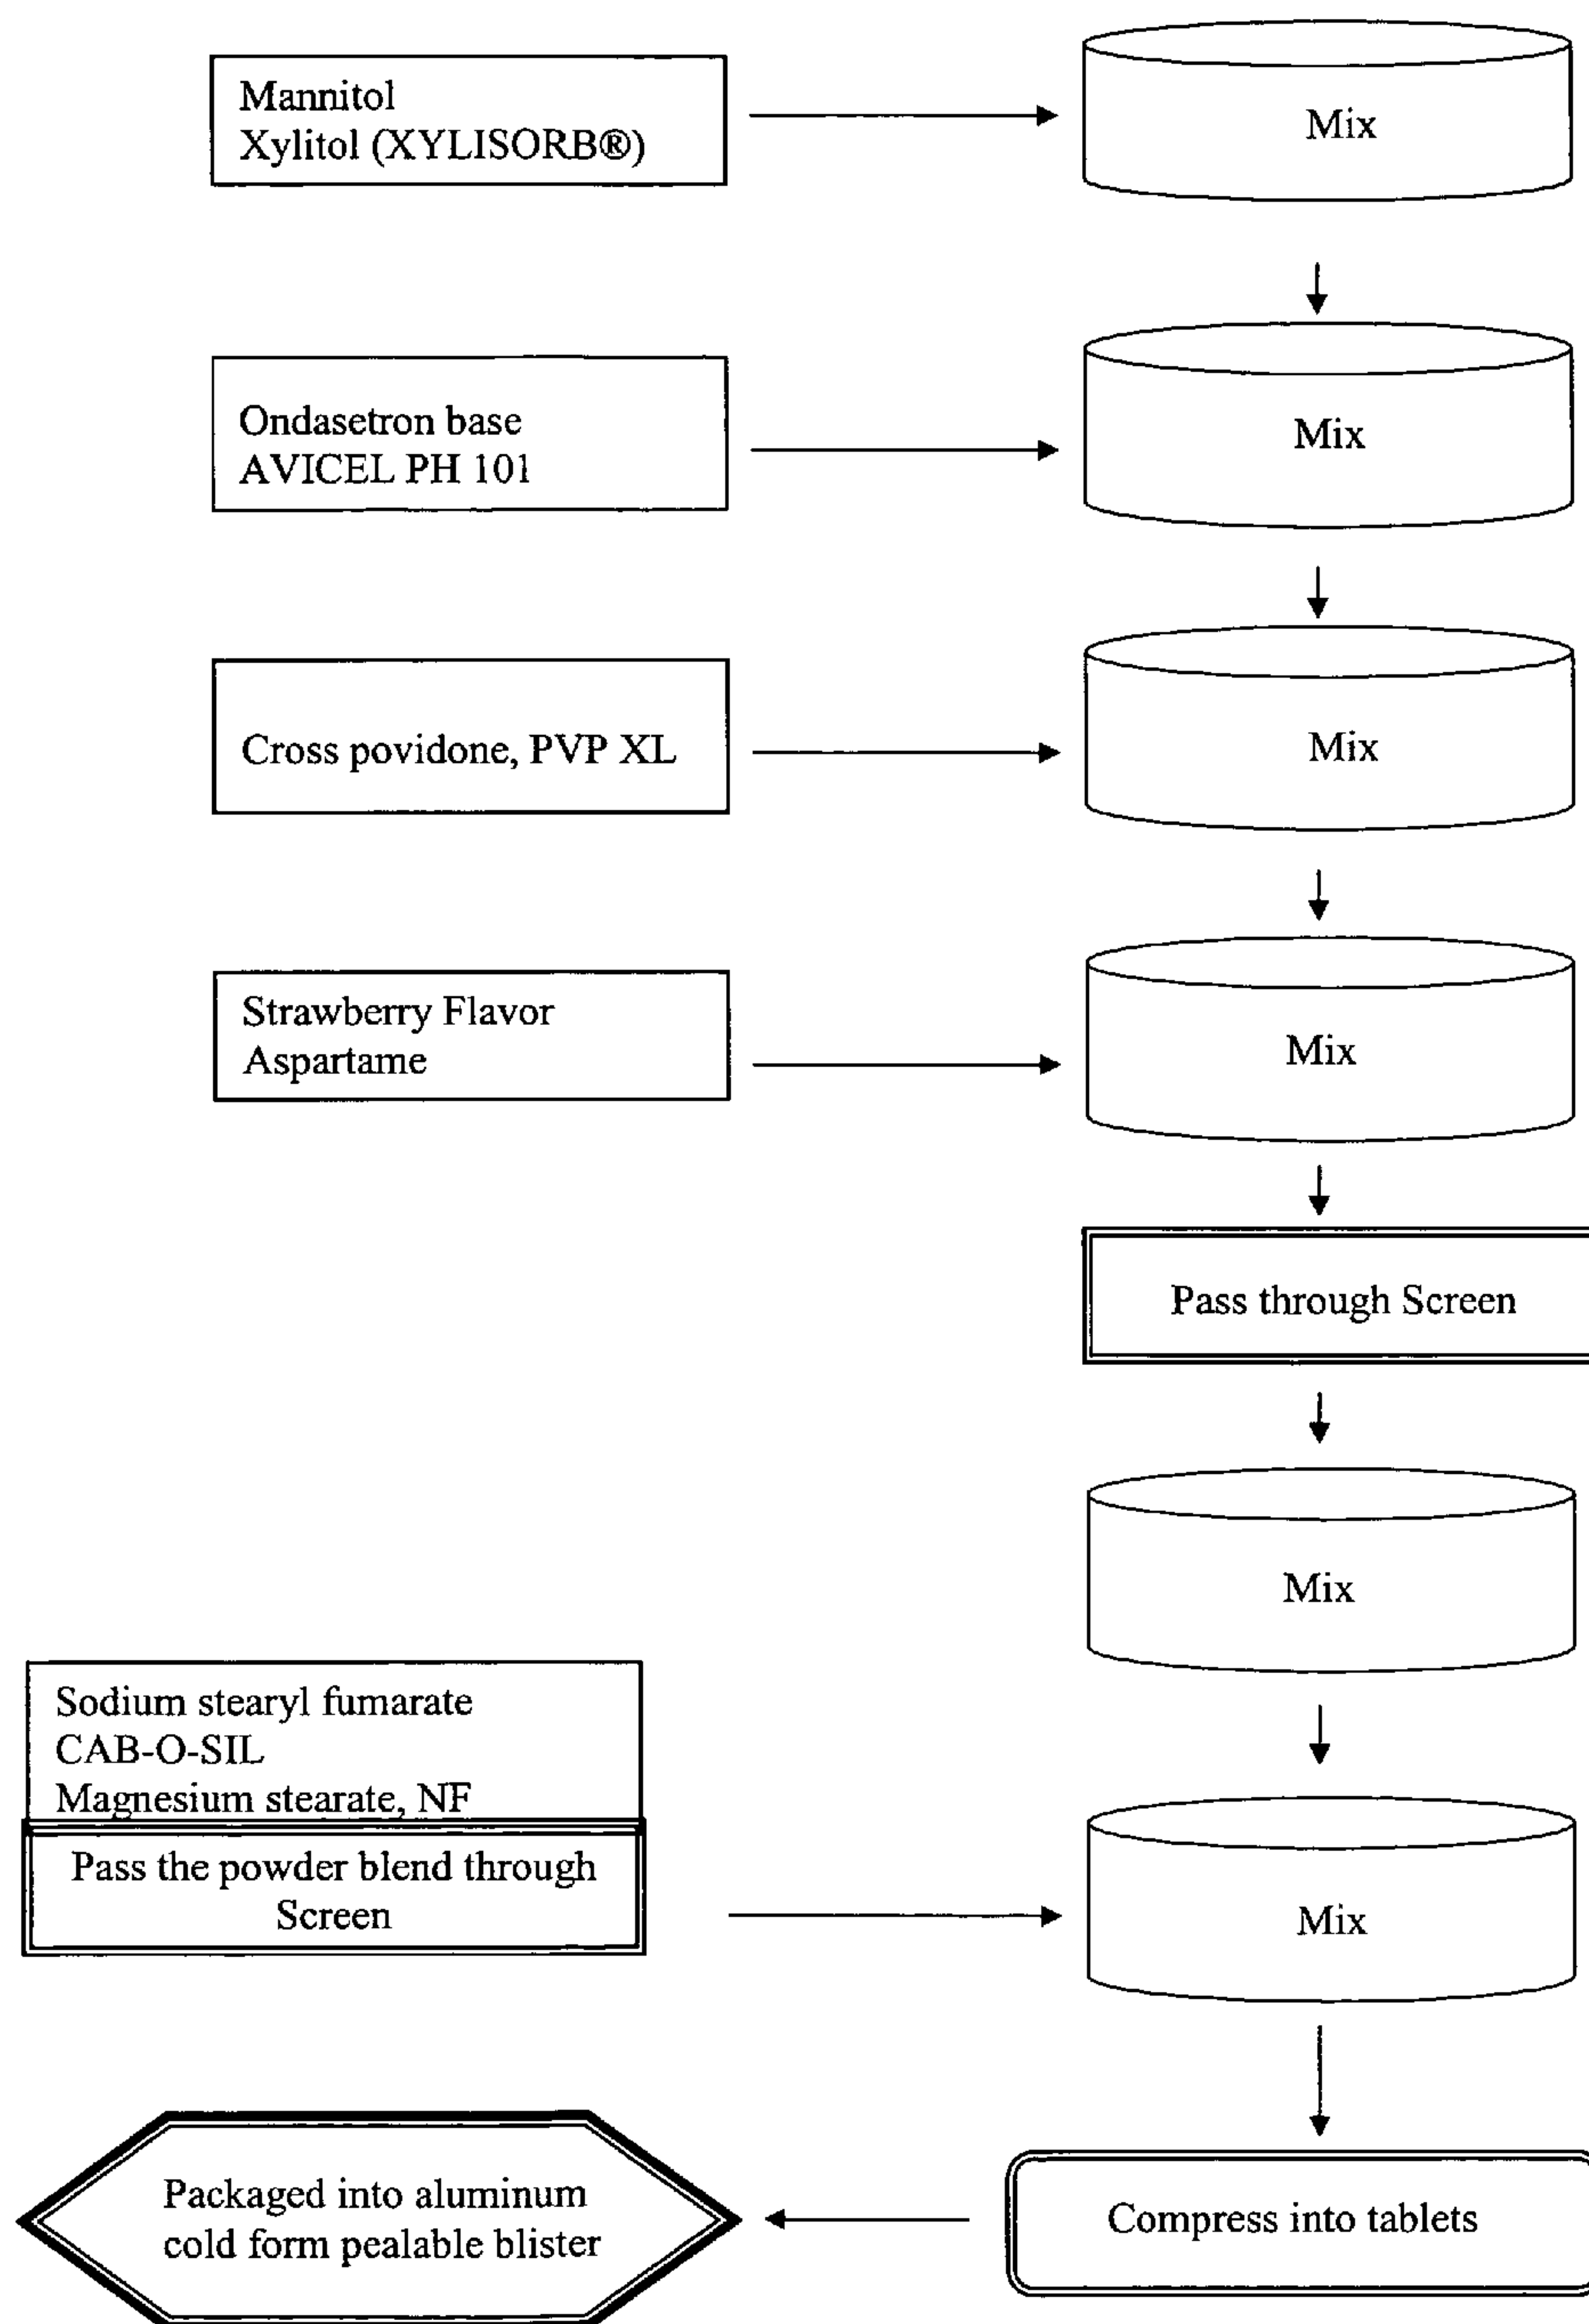 Mannitol
Xylitol (XYLISORB®)
Mix
Ondasetron base
AVICEL PH 101
Mix
Cross povidone, PVP XL
Mix
Strawberry Flavor
Aspartame
Mix
Pass through Screen
Mix
Sodium stearyl fumarate
CAB-O-SIL
Magnesium stearate, NF
Pass the powder blend through
Screen
Mix
Compress into tablets
Packaged into aluminum
cold form pealable blister